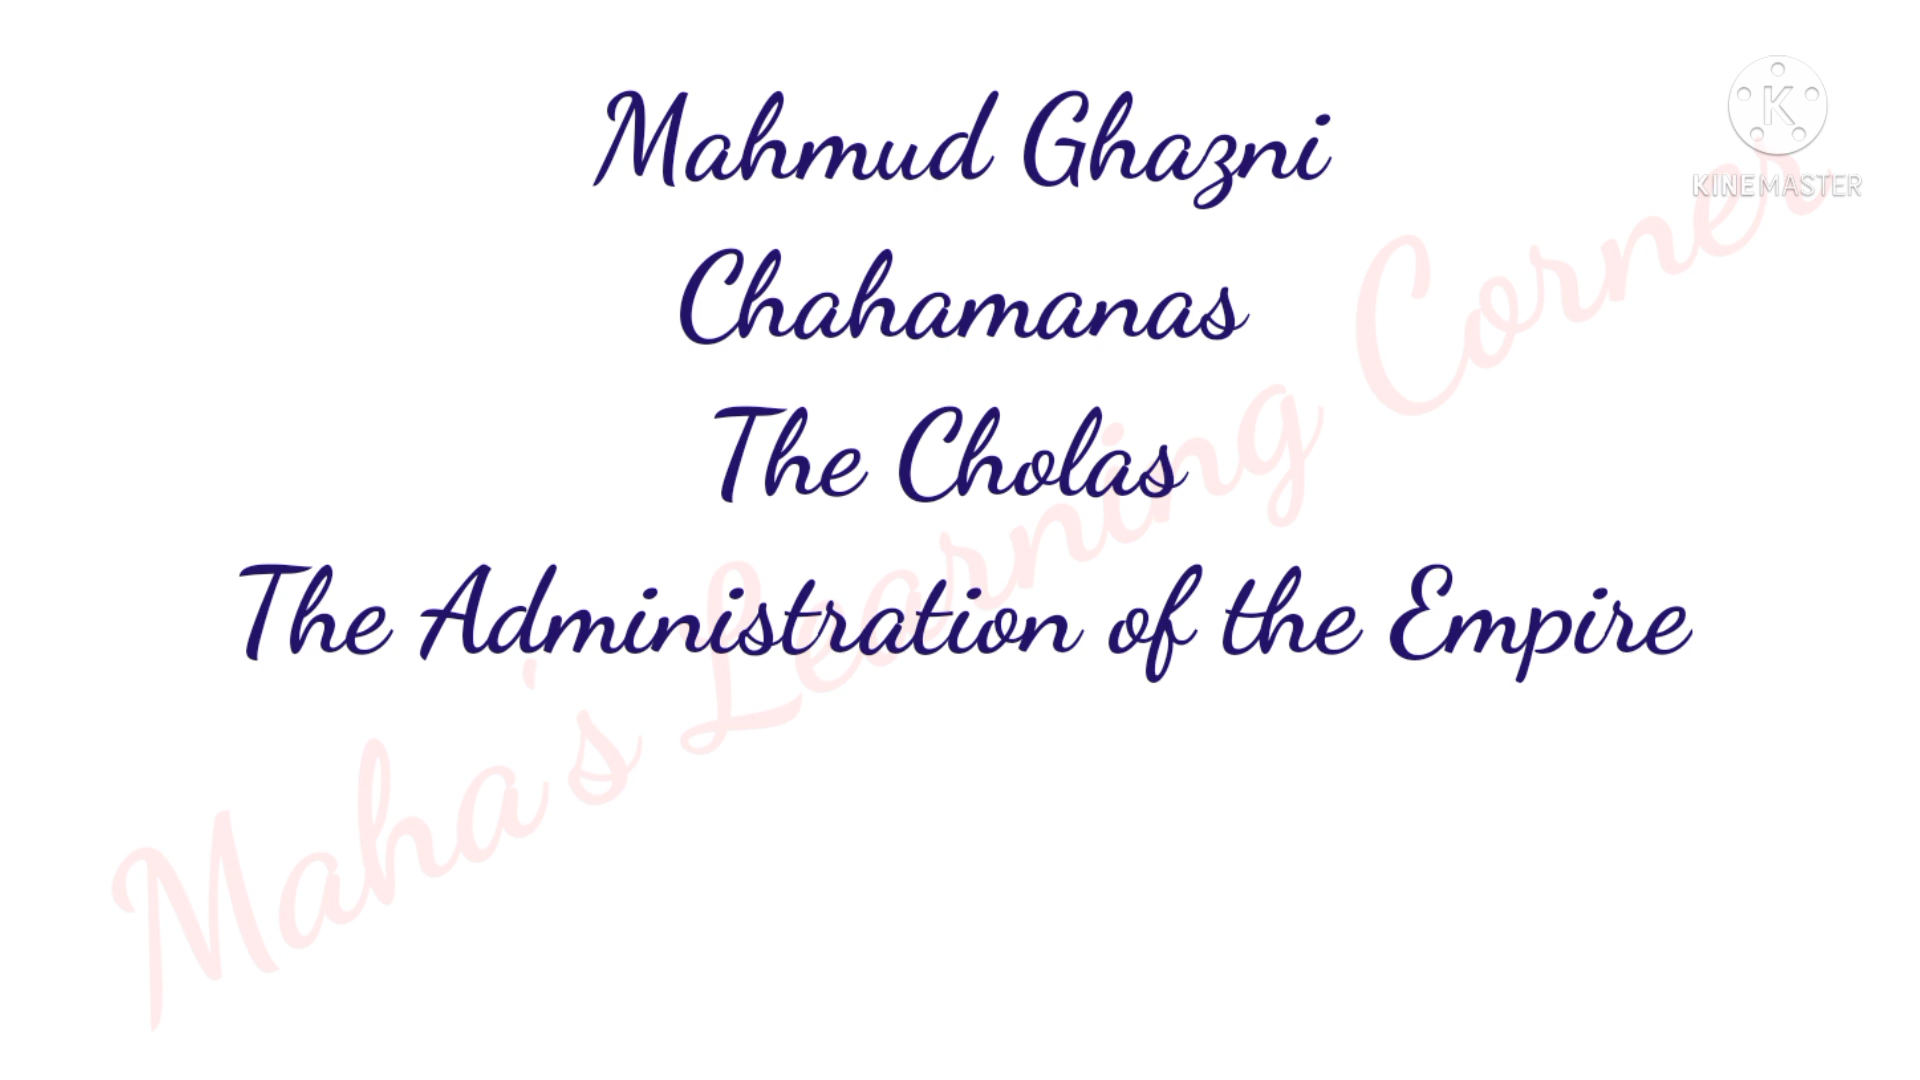 Mahmud Ghazni
Chahamanas
The Cholas
The Administration of the Empire
Maha's Learning Corner
K
KINEMASTER